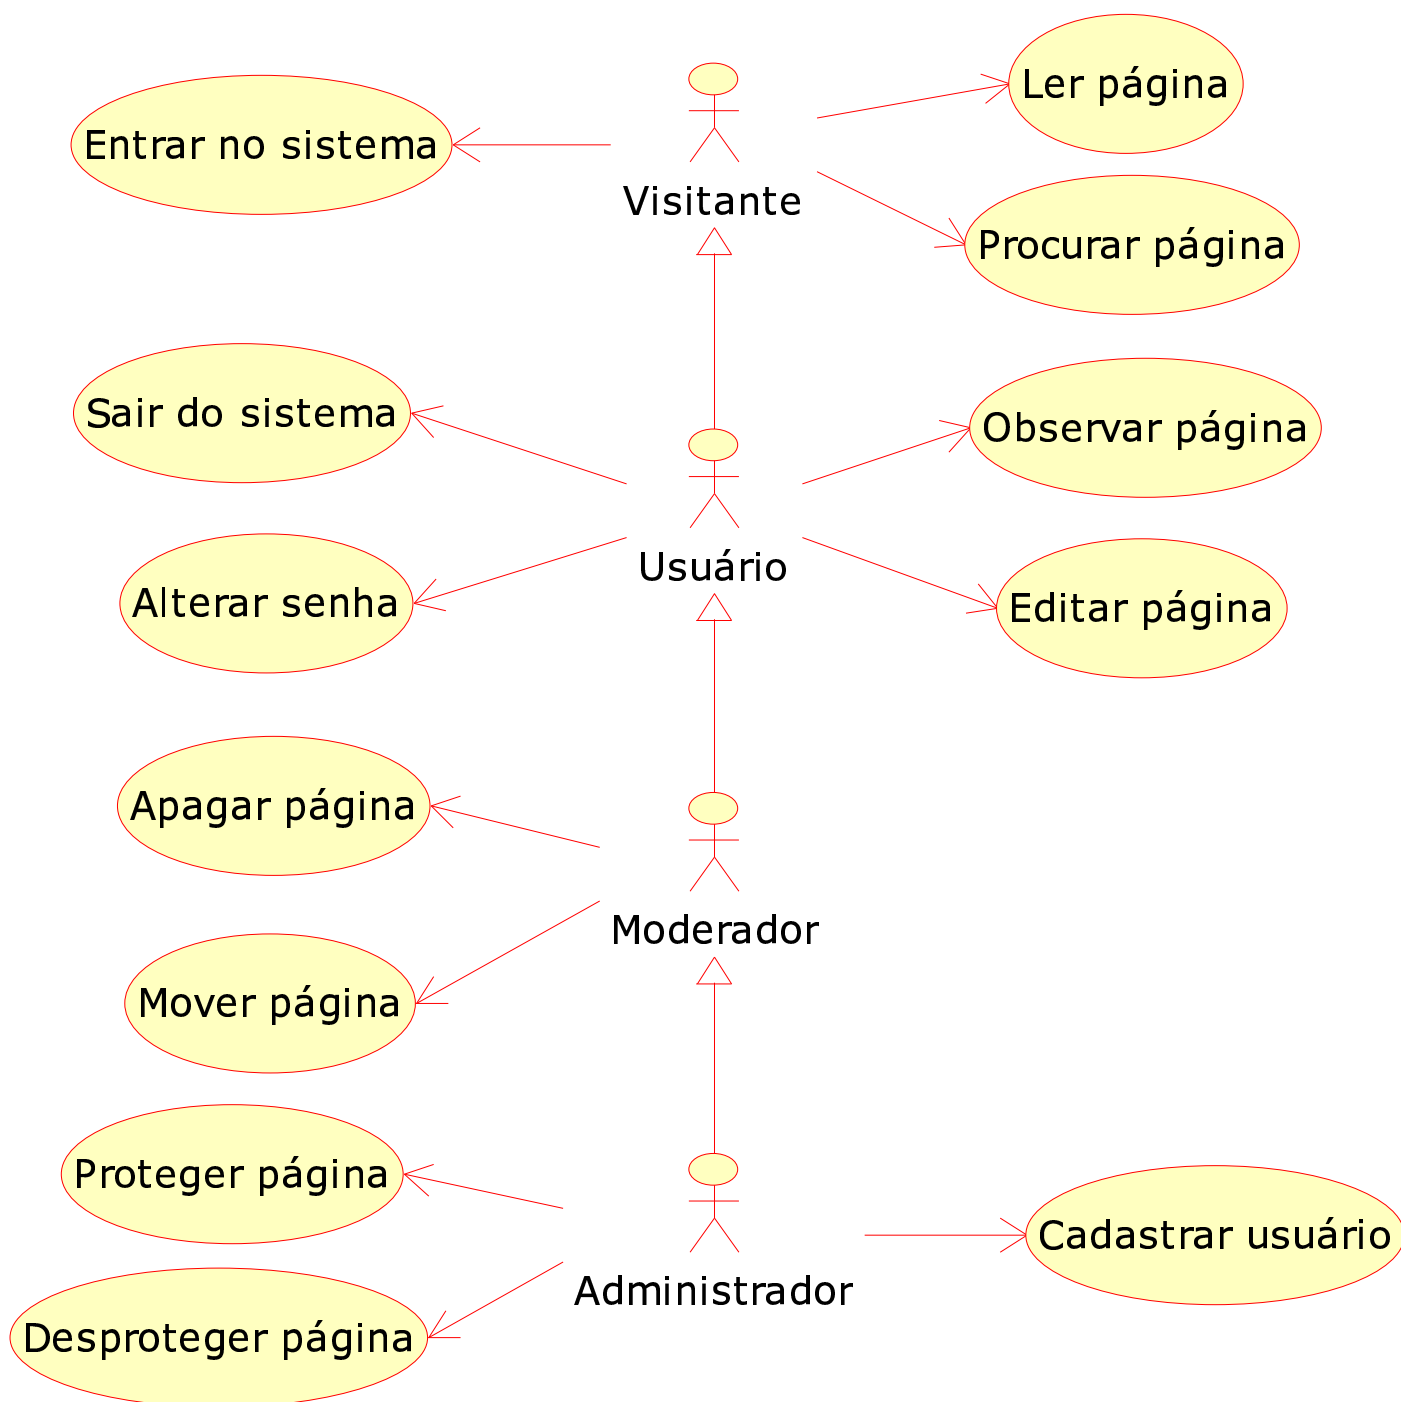 Ler página
Entrar no sistema
Visitante
Procurar página
Sair do sistema
Observar página
Usuário
Alterar senha
Editar página
Apagar página
Moderador
Mover página
Proteger página
Cadastrar usuário
Administrador
Desproteger página